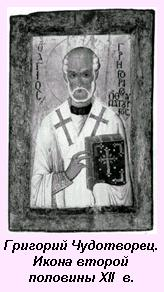 Григорий Чудотворец.
Икона второй
половины XII в.